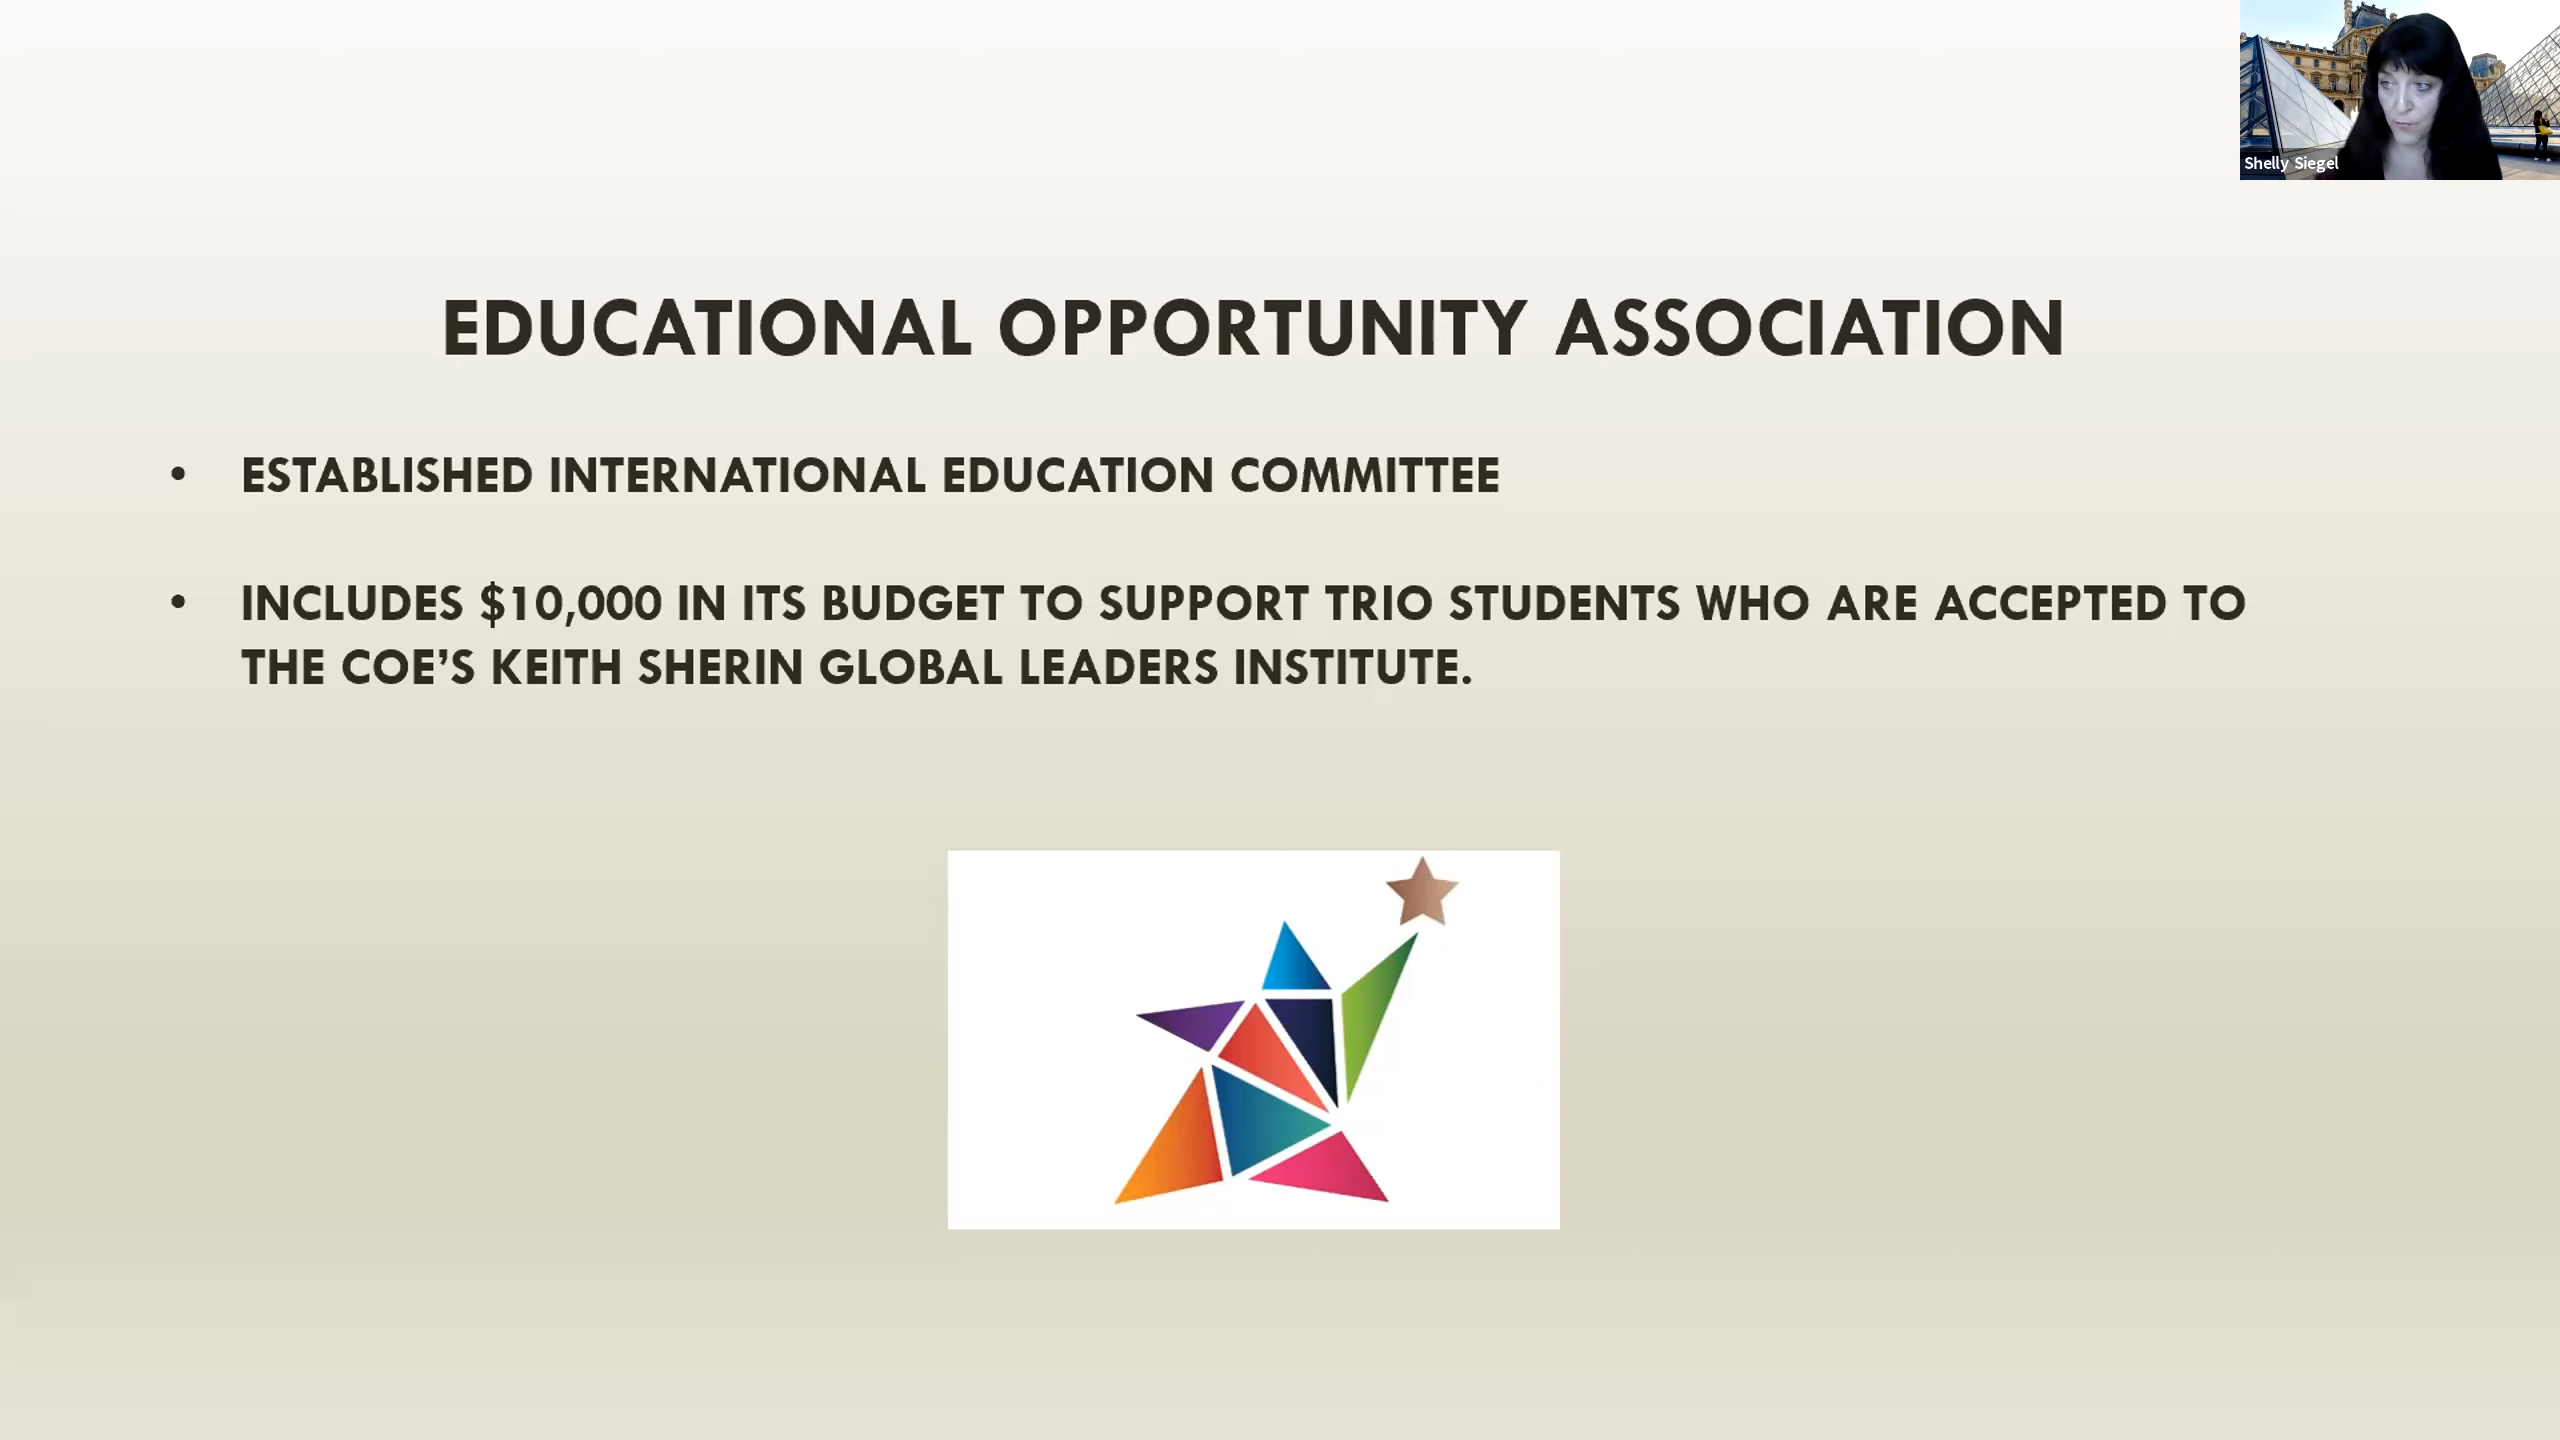 Shelly Siegel
EDUCATIONAL OPPORTUNITY ASSOCIATION
• ESTABLISHED INTERNATIONAL EDUCATION COMMITTEE
• INCLUDES $10,000 IN ITS BUDGET TO SUPPORT TRIO STUDENTS WHO ARE ACCEPTED TO
THE COE’S KEITH SHERIN GLOBAL LEADERS INSTITUTE.